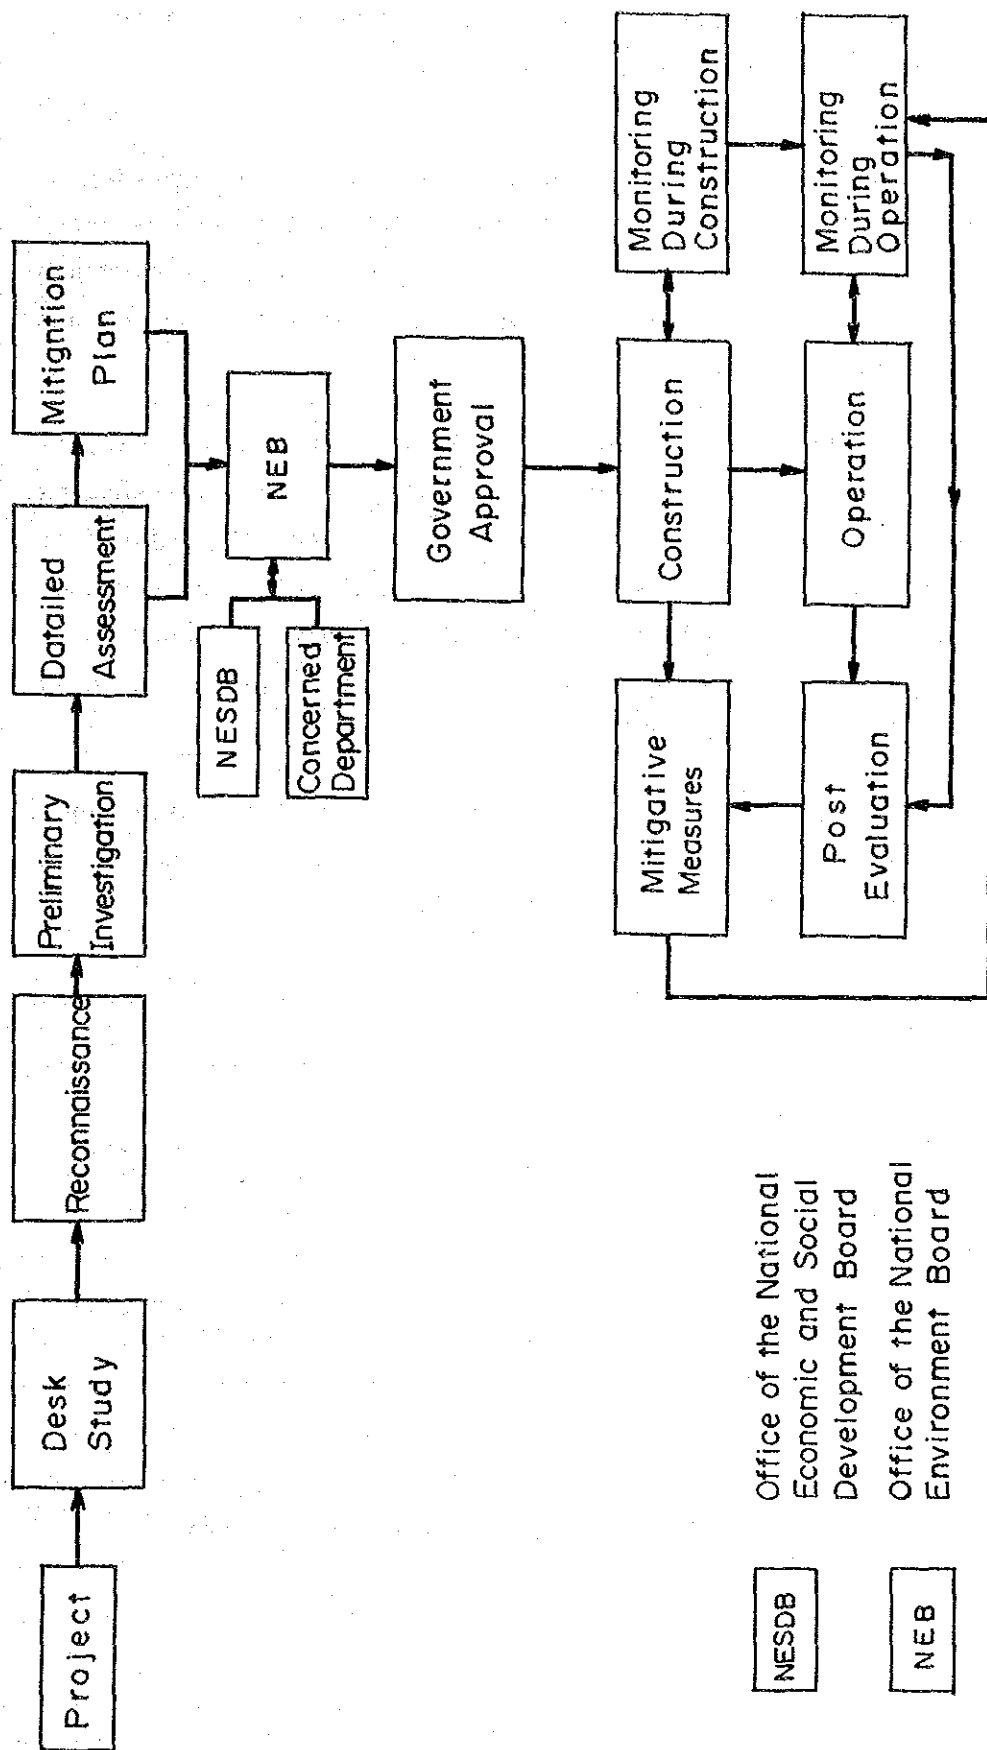 Project
Desk
Study
Reconnaissance
Preliminary
Investigation
Datailed
Assessment
Mitigntion
Plan
NESDB
Concerned
Department
NEB
Government
Approval
Mitigative
Measures
Construction
Monitoring
During
Construction
Post
Evaluation
Operation
Monitoring
During
Operation
NESDB
Office of the National
Economic and Social
Development Board
NEB
Office of the National
Environment Board